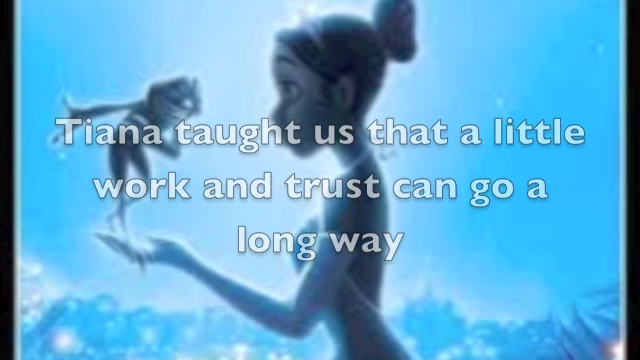 Tiana taught us that a little
work and trust can go a
long way